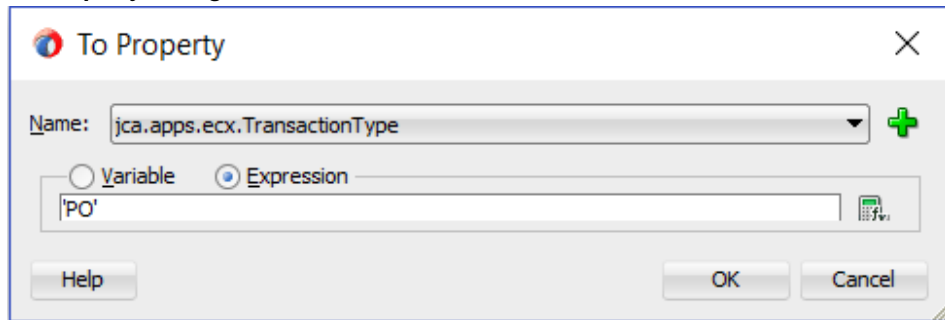 To Property
Name: jca.apps.ecx.TransactionType
Variable Expression
'PO'
Help OK Cancel